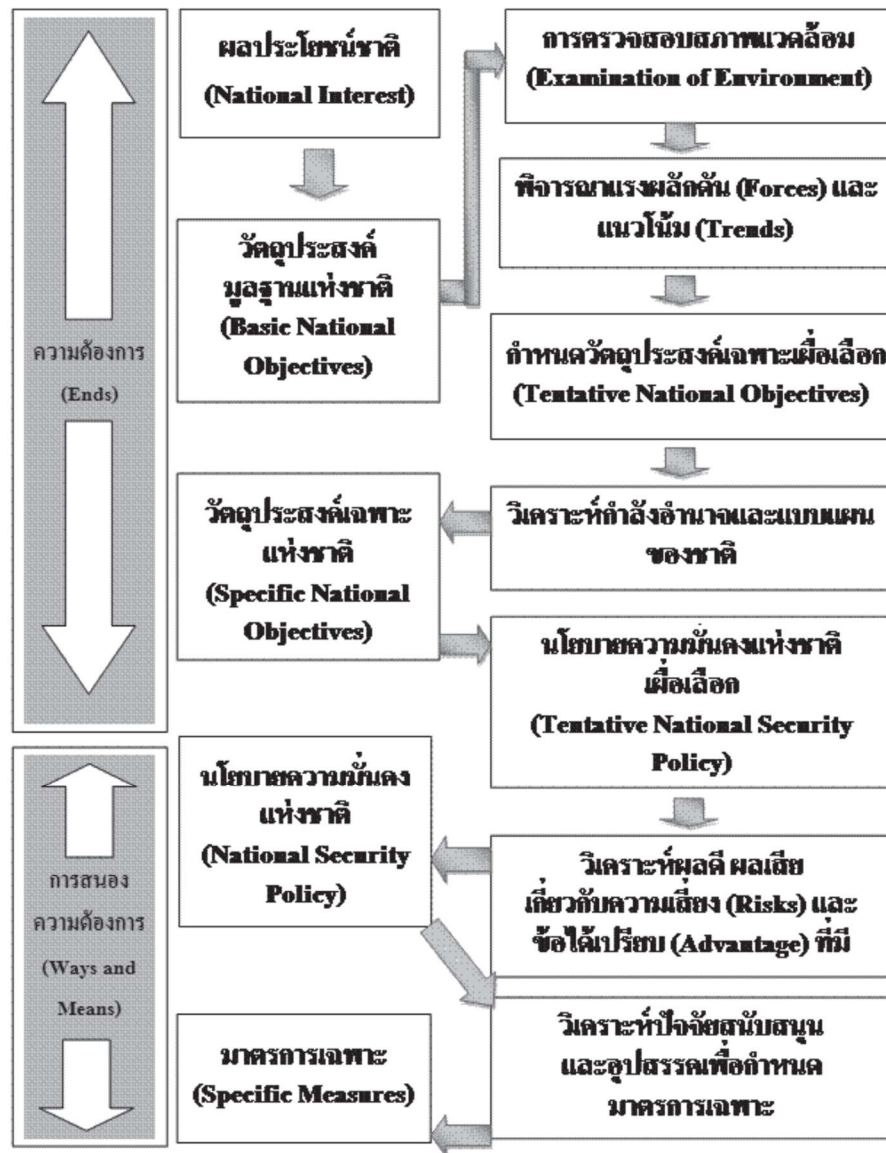 ผลประโยชน์ชาติ
(National Interest)
การตรวจสอบสภาพแวดล้อม
(Examination of Environment)
พิจารณาแรงผลักดัน (Forces) และ
แนวโน้ม (Trends)
วัตถุประสงค์
มูลฐานแห่งชาติ
(Basic National
Objectives)
ความต้องการ
(Ends)
กำหนดวัตถุประสงค์เฉพาะเผื่อเลือก
(Tentative National Objectives)
วิเคราะห์กำลังอำนาจและแบบแผน
ของชาติ
วัตถุประสงค์เฉพาะ
แห่งชาติ
(Specific National
Objectives)
นโยบายความมั่นคงแห่งชาติ
เผื่อเลือก
(Tentative National Security
Policy)
นโยบายความมั่นคง
แห่งชาติ
(National Security
Policy)
วิเคราะห์ผลดี ผลเสีย
เกี่ยวกับความเสี่ยง (Risks) และ
ข้อได้เปรียบ (Advantage) ที่มี
การสนอง
ความต้องการ
(Ways and
Means)
วิเคราะห์ปัจจัยสนับสนุน
และอุปสรรคเพื่อกำหนด
มาตรการเฉพาะ
มาตรการเฉพาะ
(Specific Measures)